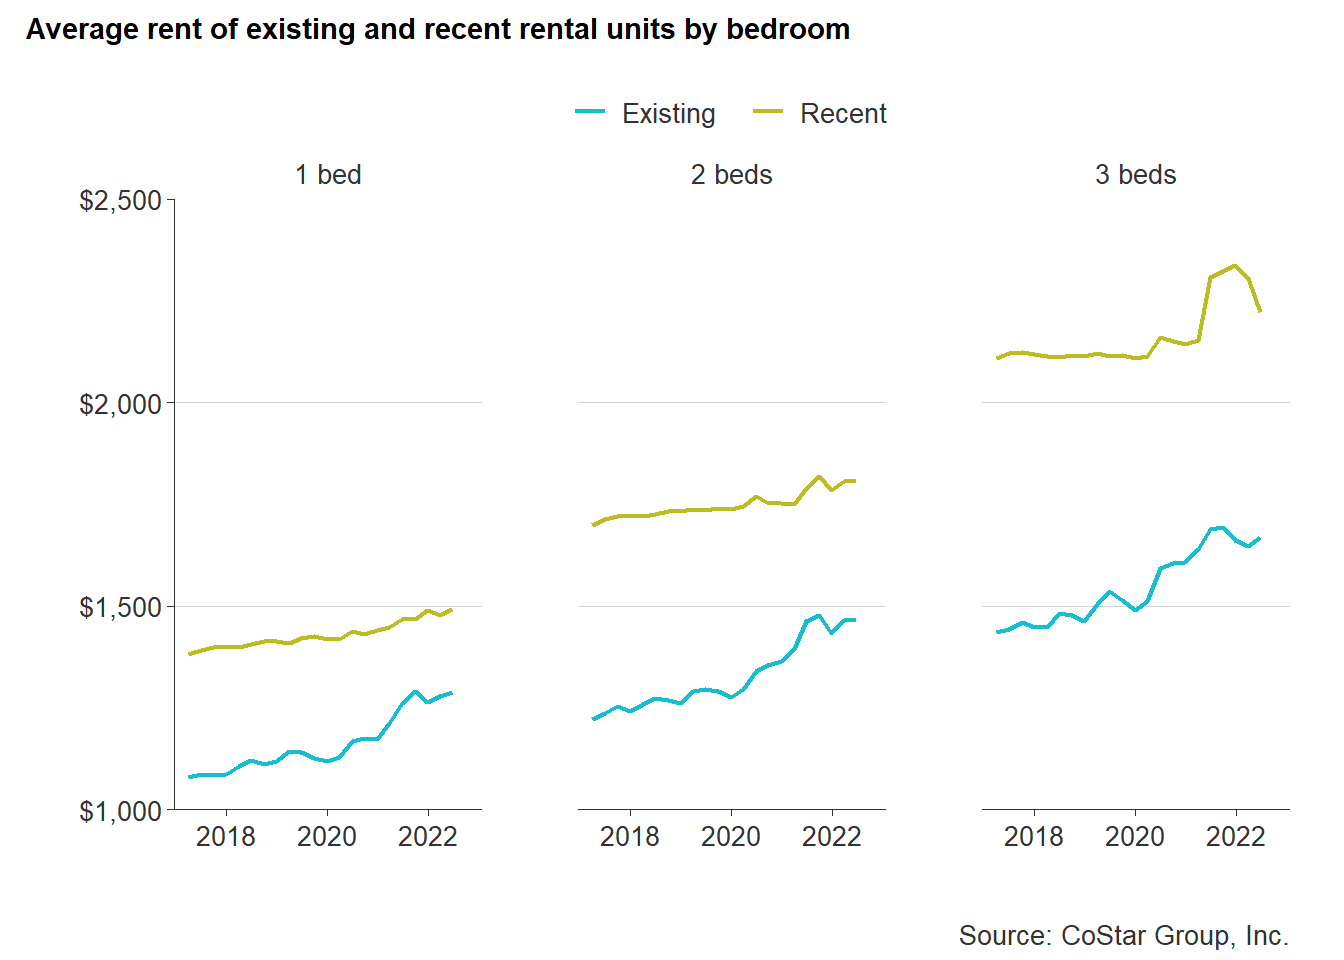 Average rent of existing and recent rental units by bedroom
Existing Recent
1 bed 2 beds 3 beds
$2,500
$2,000
$1,500
$1,000
2018 2020 2022 2018 2020 2022 2018 2020 2022
Source: CoStar Group, Inc.